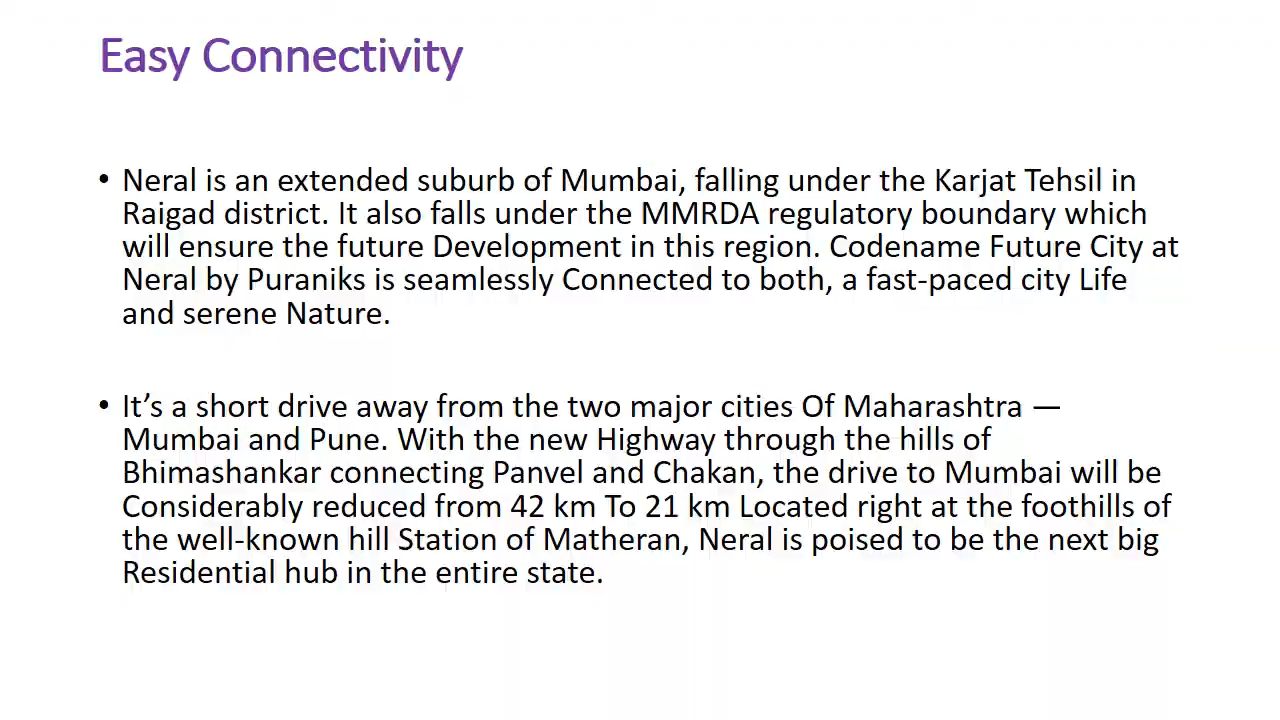 Easy Connectivity
• Neral is an extended suburb of Mumbai, falling under the Karjat Tehsil in
Raigad district. It also falls under the MMRDA regulatory boundary which
will ensure the future Development in this region. Codename Future City at
Neral by Puraniks is seamlessly Connected to both, a fast-paced city Life
and serene Nature.
• It’s a short drive away from the two major cities Of Maharashtra —
Mumbai and Pune. With the new Highway through the hills of
Bhimashankar connecting Panvel and Chakan, the drive to Mumbai will be
Considerably reduced from 42 km To 21 km Located right at the foothills of
the well-known hill Station of Matheran, Neral is poised to be the next big
Residential hub in the entire state.